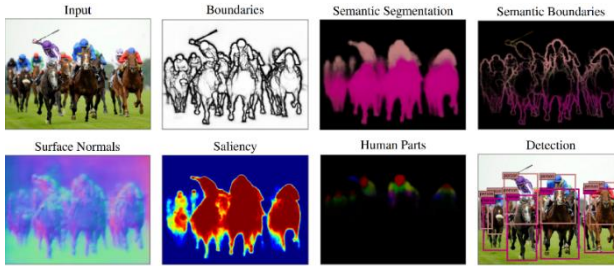 Input
Boundaries
Semantic Segmentation
Semantic Boundaries
Surface Normals
Saliency
Human Parts
Detection